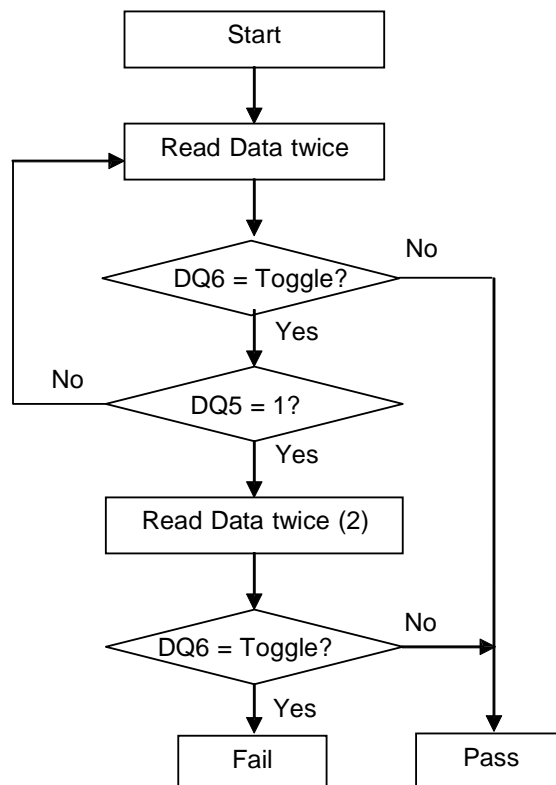 Start
Read Data twice
No
DQ6 = Toggle?
Yes
No
DQ5 = 1?
Yes
Read Data twice (2)
No
DQ6 = Toggle?
Yes
Fail
Pass